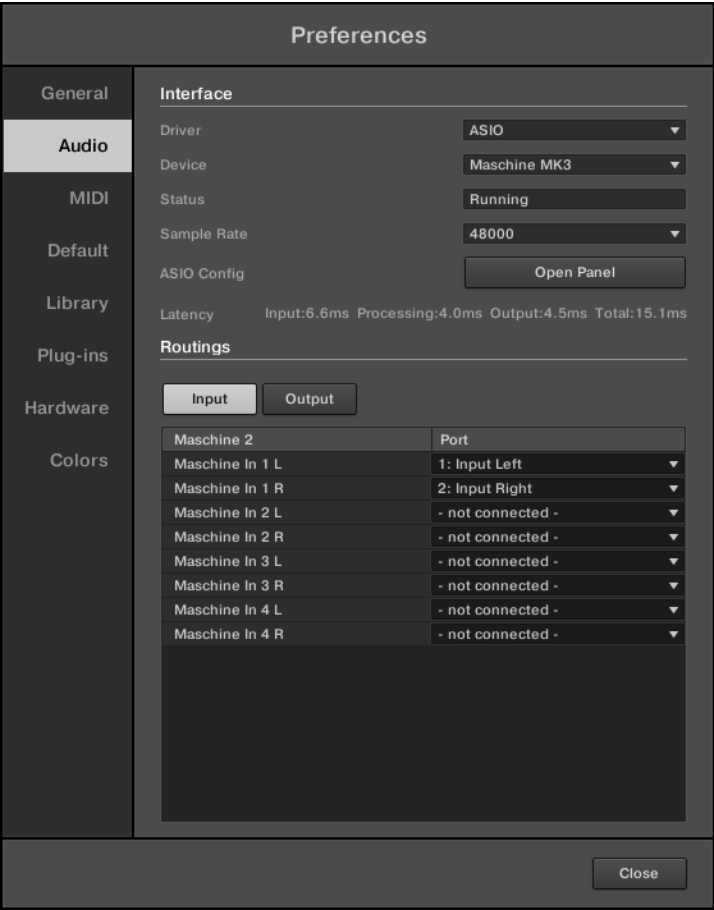 Preferences
General
Audio
MIDI
Default
Library
Plug-ins
Hardware
Colors
Interface
Driver ASIO
Device Maschine MK3
Status Running
Sample Rate 48000
ASIO Config Open Panel
Latency Input:6.6ms Processing:4.0ms Output:4.5ms Total:15.1ms
Routings
Input Output
Maschine 2 Port
Maschine In 1 L 1: Input Left
Maschine In 1 R 2: Input Right
Maschine In 2 L - not connected -
Maschine In 2 R - not connected -
Maschine In 3 L - not connected -
Maschine In 3 R - not connected -
Maschine In 4 L - not connected -
Maschine In 4 R - not connected -
Close